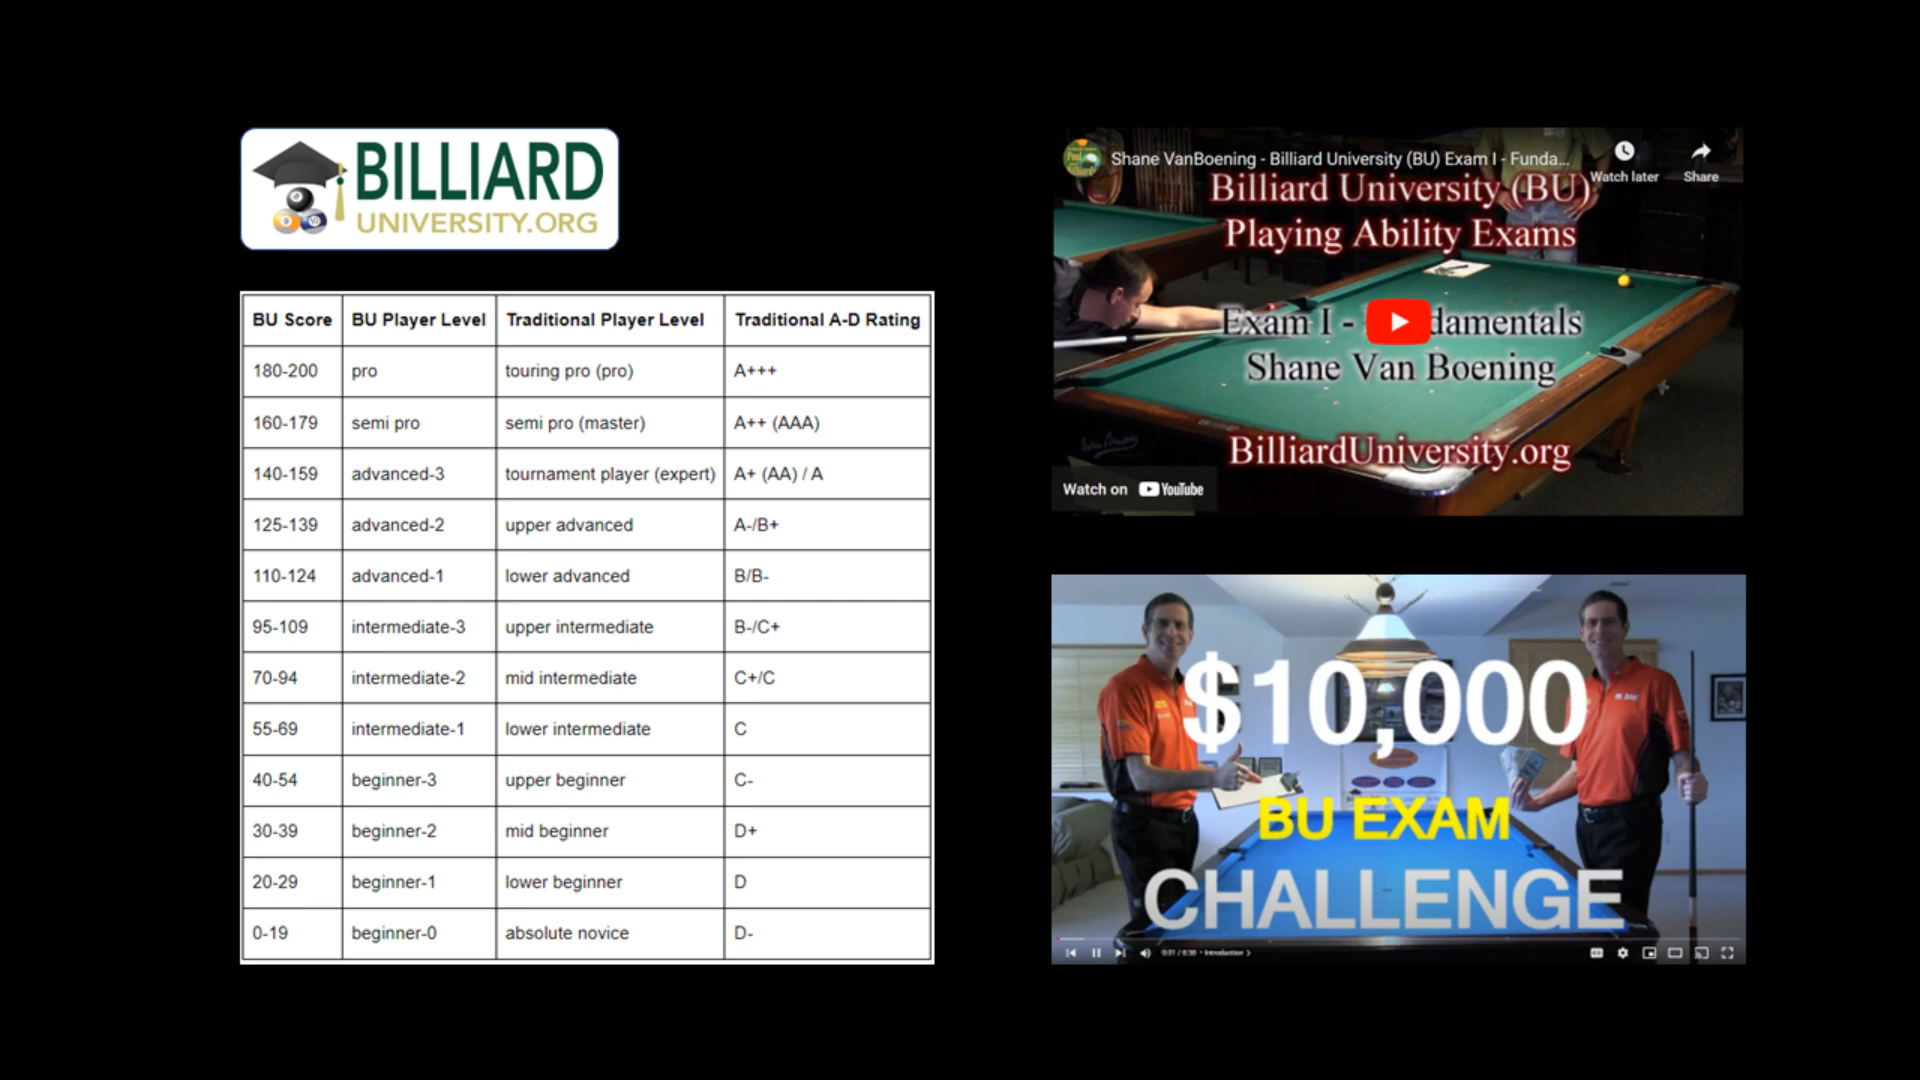 BILLIARD
UNIVERSITY.ORG
BU Score BU Player Level Traditional Player Level Traditional A-D Rating
180-200 pro touring pro (pro) A+++
160-179 semi pro semi pro (master) A++ (AAA)
140-159 advanced-3 tournament player (expert) A+ (AA) / A
125-139 advanced-2 upper advanced A-/B+
110-124 advanced-1 lower advanced B/B-
95-109 intermediate-3 upper intermediate B-/C+
70-94 intermediate-2 mid intermediate C+/C
55-69 intermediate-1 lower intermediate C
40-54 beginner-3 upper beginner C-
30-39 beginner-2 mid beginner D+
20-29 beginner-1 lower beginner D
0-19 beginner-0 absolute novice D-
Shane VanBoening - Billiard University (BU) Exam I - Funda...
Watch later Share
Billiard University (BU)
Playing Ability Exams
Exam I - damentals
Shane Van Boening
BilliardUniversity.org
Watch on YouTube
$10,000
BU EXAM
CHALLENGE
0:01 / 8:38 • Introduction >